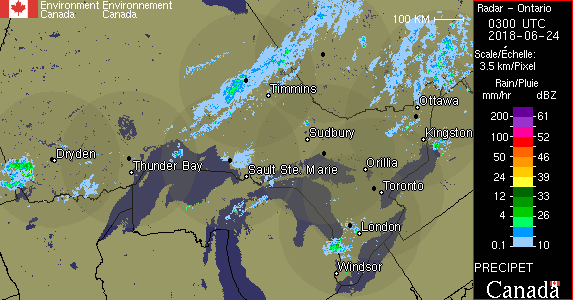 Environment Environnement
Canada Canada
100 KM
Timmins
Ottawa
Sudbury
Kingston
Dryden
Thunder Bay
Sault Ste. Marie
Orillia
Toronto
London
Windsor
Radar - Ontario
0300 UTC
2018-06-24
Scale/Échelle:
3.5 km/Pixel
Rain/Pluie
mm/hr dBZ
200 61
100 52
50 46
24 39
12 33
4 26
0.1 10
PRECIPET
Canada